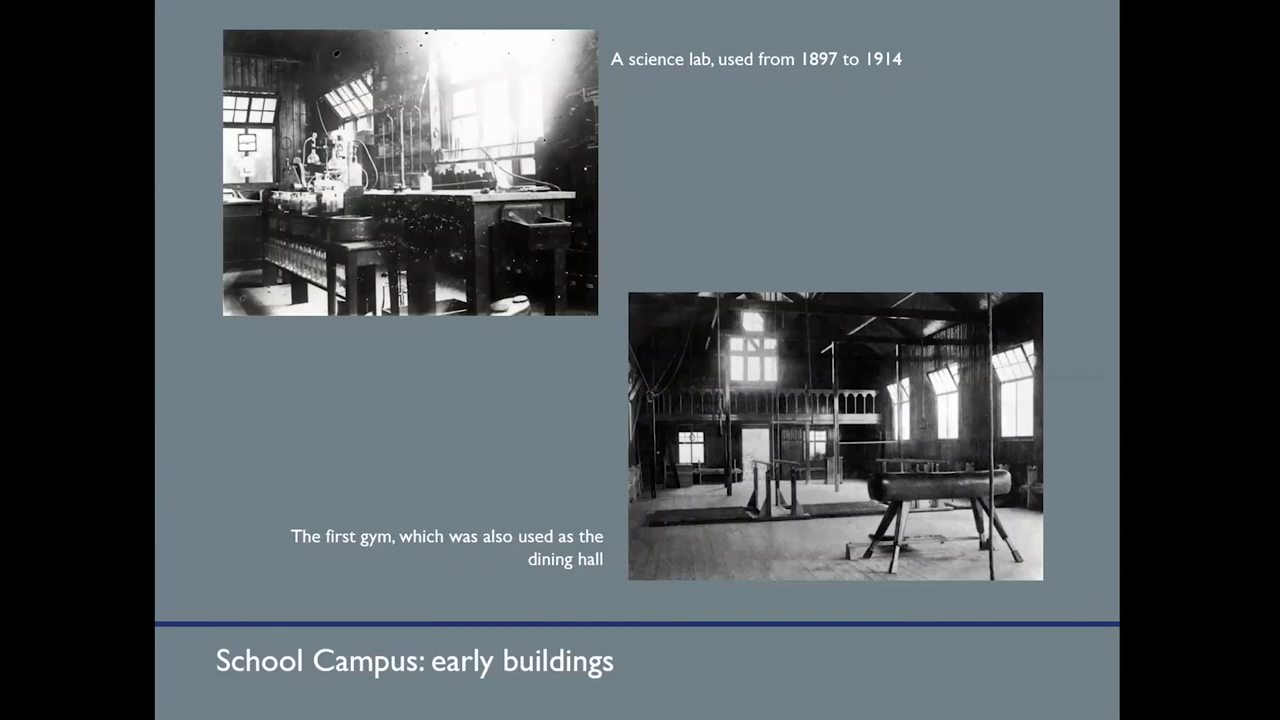 A science lab, used from 1897 to 1914
The first gym, which was also used as the
dining hall
School Campus: early buildings